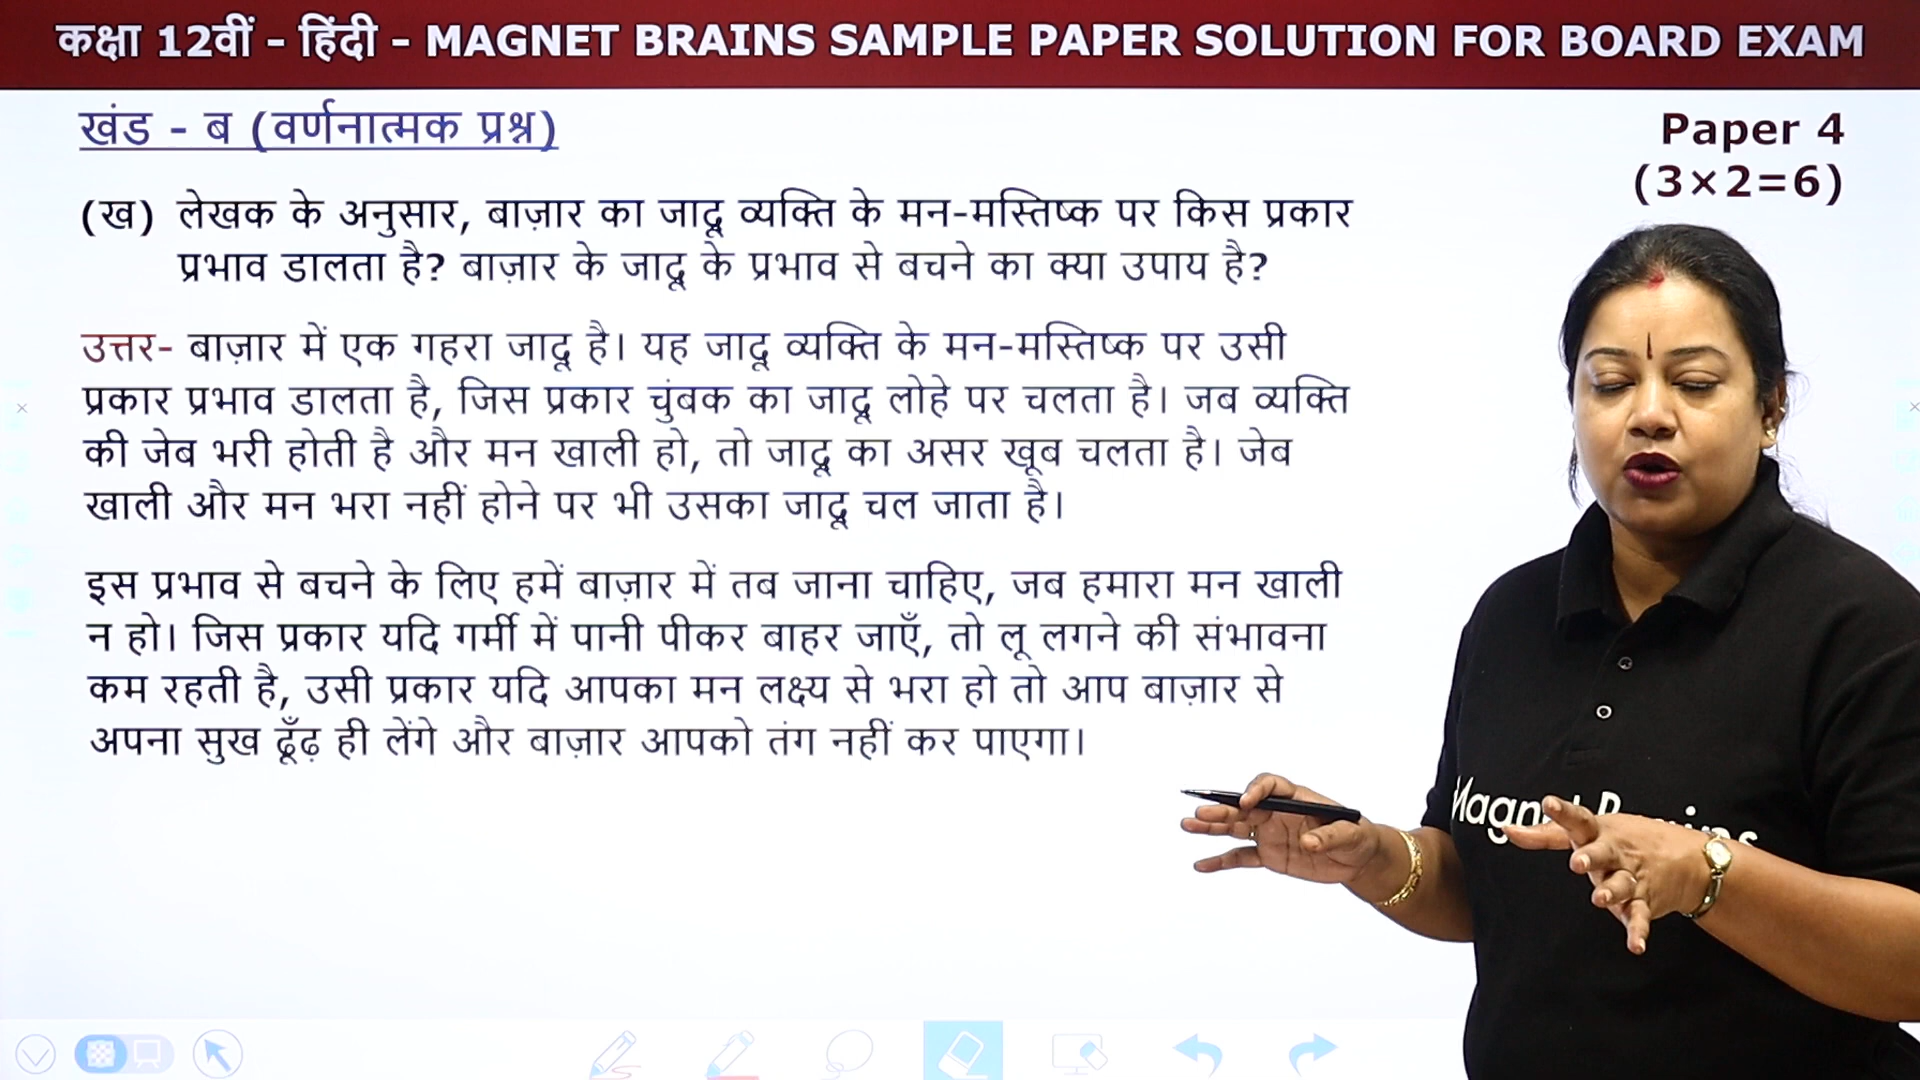 कक्षा 12वीं - हिंदी - MAGNET BRAINS SAMPLE PAPER SOLUTION FOR BOARD EXAM
खंड - ब (वर्णनात्मक प्रश्न)
Paper 4
(3×2=6)
(ख) लेखक के अनुसार, बाज़ार का जादू व्यक्ति के मन-मस्तिष्क पर किस प्रकार
प्रभाव डालता है? बाज़ार के जादू के प्रभाव से बचने का क्या उपाय है?
उत्तर- बाज़ार में एक गहरा जादू है। यह जादू व्यक्ति के मन-मस्तिष्क पर उसी
प्रकार प्रभाव डालता है, जिस प्रकार चुंबक का जादू लोहे पर चलता है। जब व्यक्ति
की जेब भरी होती है और मन खाली हो, तो जादू का असर खूब चलता है। जेब
खाली और मन भरा नहीं होने पर भी उसका जादू चल जाता है।
इस प्रभाव से बचने के लिए हमें बाज़ार में तब जाना चाहिए, जब हमारा मन खाली
न हो। जिस प्रकार यदि गर्मी में पानी पीकर बाहर जाएँ, तो लू लगने की संभावना
कम रहती है, उसी प्रकार यदि आपका मन लक्ष्य से भरा हो तो आप बाज़ार से
अपना सुख ढूँढ़ ही लेंगे और बाज़ार आपको तंग नहीं कर पाएगा।